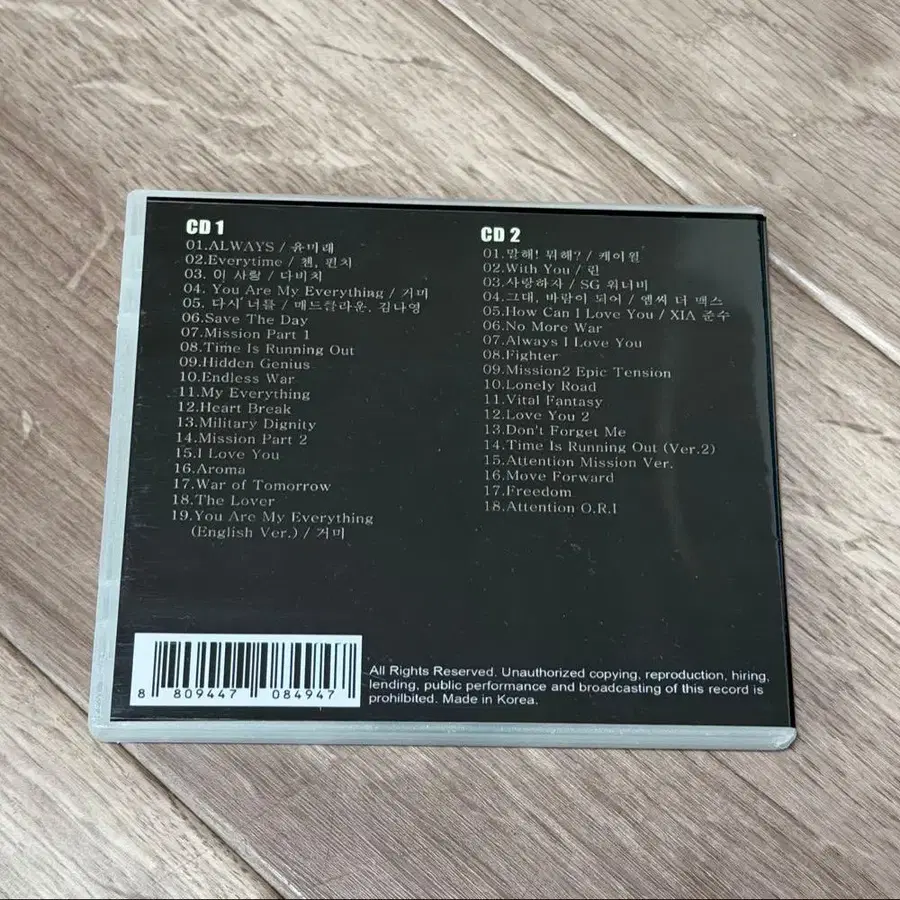 CD 1
01.ALWAYS / 윤미래
02.Everytime / 첸, 펀치
03. 이 사랑 / 다비치
04. You Are My Everything / 거미
05. 다시 너를 / 매드클라운, 김나영
06.Save The Day
07.Mission Part 1
08.Time Is Running Out
09.Hidden Genius
10.Endless War
11.My Everything
12.Heart Break
13.Military Dignity
14.Mission Part 2
15.I Love You
16.Aroma
17.War of Tomorrow
18.The Lover
19.You Are My Everything
(English Ver.) / 거미
CD 2
01.말해! 뭐해? / 케이윌
02.With You / 린
03.사랑하자 / SG 워너비
04.그대, 바람이 되어 / 엠씨 더 맥스
05.How Can I Love You / XIA 준수
06.No More War
07.Always I Love You
08.Fighter
09.Mission2 Epic Tension
10.Lonely Road
11.Vital Fantasy
12.Love You 2
13.Don't Forget Me
14.Time Is Running Out (Ver.2)
15.Attention Mission Ver.
16.Move Forward
17.Freedom
18.Attention O.R.I
8 809447 084947
All Rights Reserved. Unauthorized copying, reproduction, hiring,
lending, public performance and broadcasting of this record is
prohilbited. Made in Korea.